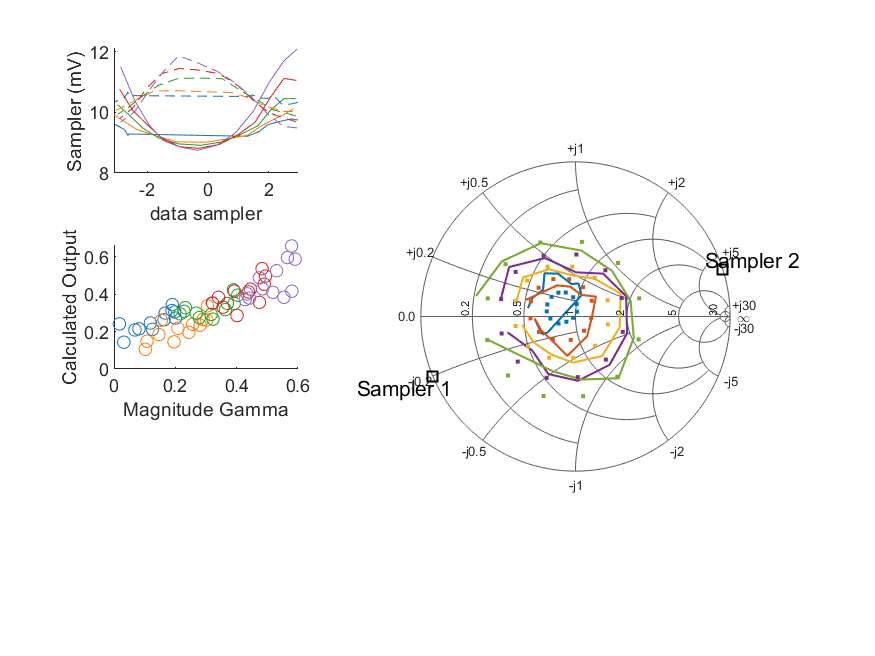 12
10
8
Sampler (mV)
-2 0 2
data sampler
0.6
0.4
0.2
0
Calculated Output
0 0.2 0.4 0.6
Magnitude Gamma
+j1
+j0.5 +j2
+j0.2 +j5
Sampler 2
0.0 0.2 0.5 1 2 5 30 +j30
∞
-j30
-j0.2 -j5
Sampler 1
-j0.5 -j2
-j1